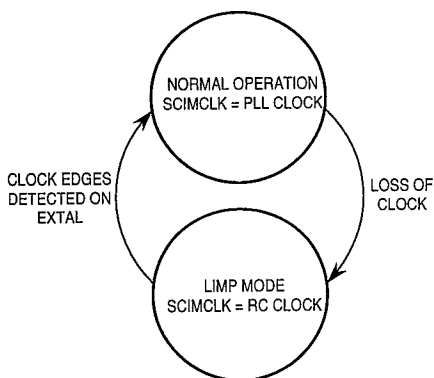 NORMAL OPERATION
SCIMCLK = PLL CLOCK
CLOCK EDGES
DETECTED ON
EXTAL
LOSS OF
CLOCK
LIMP MODE
SCIMCLK = RC CLOCK